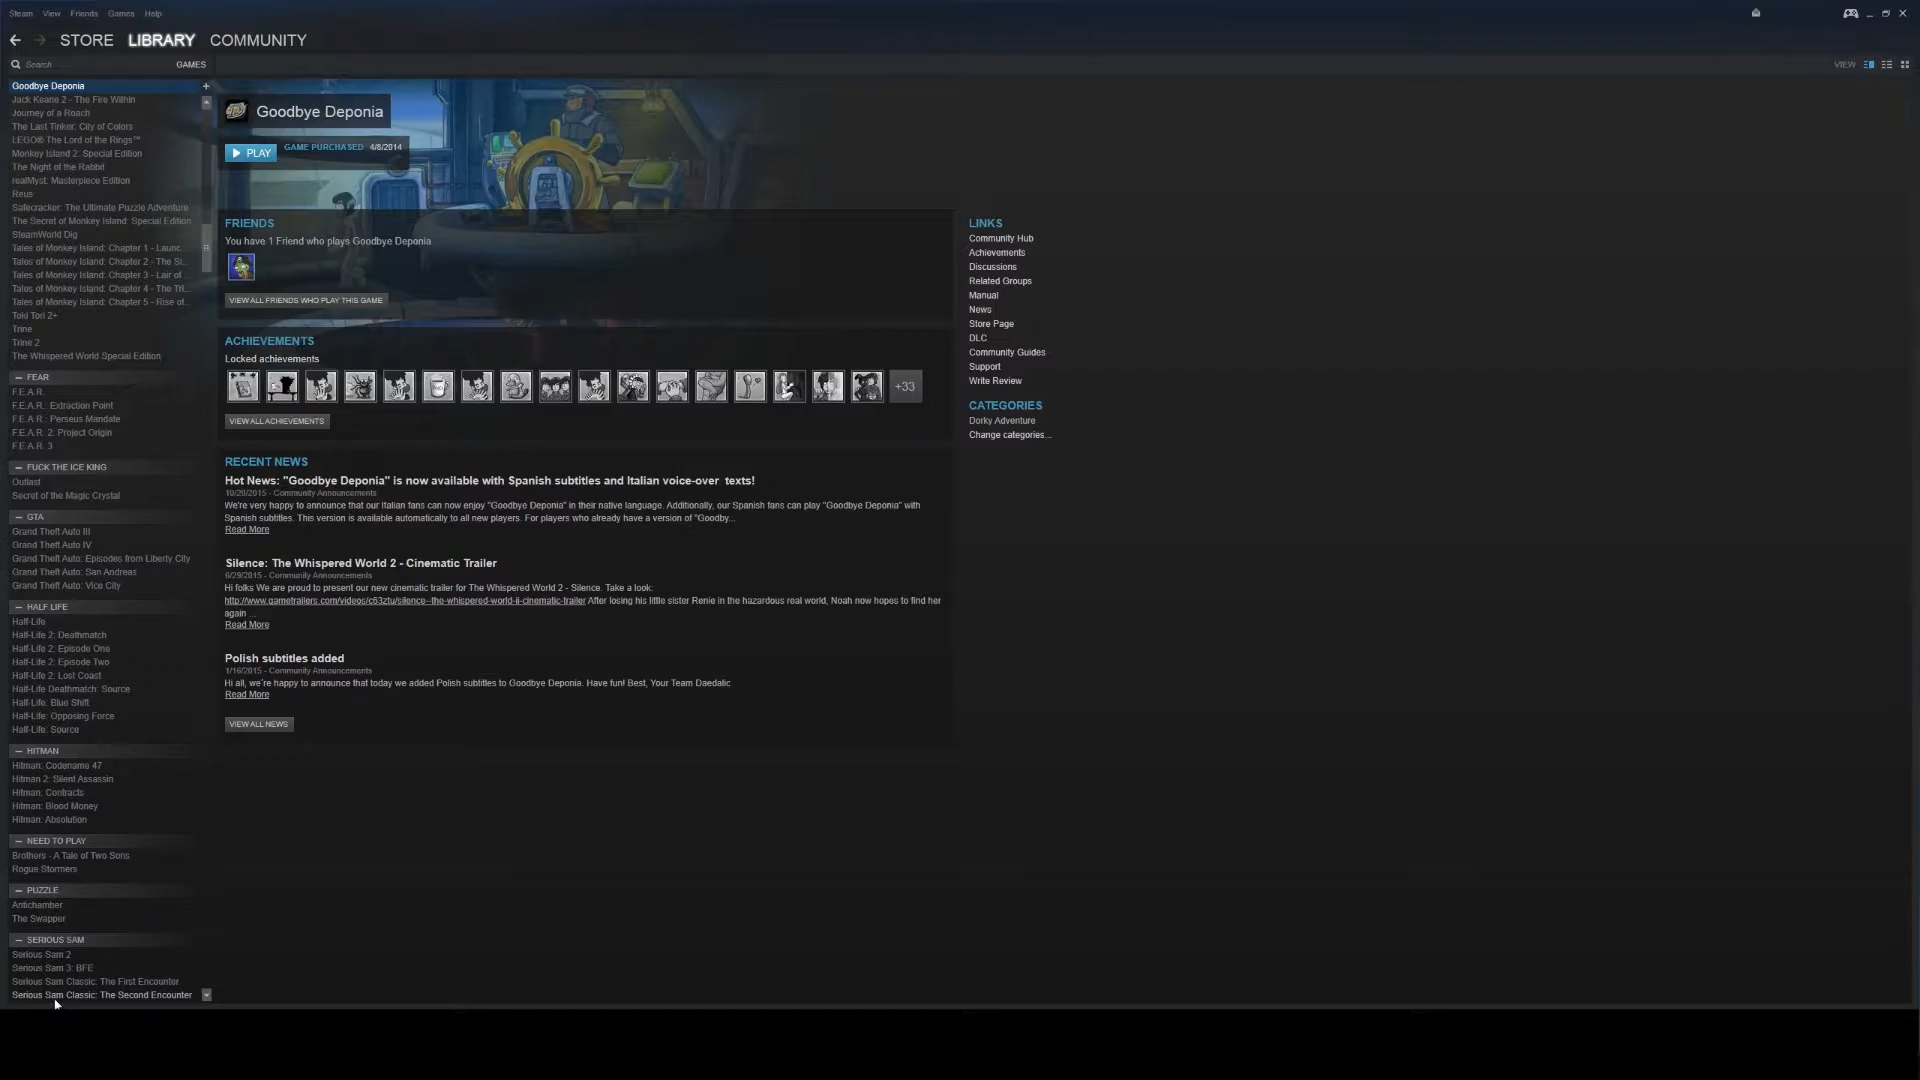 Steam View Friends Games Help
STORE LIBRARY COMMUNITY
Search GAMES
VIEW
Goodbye Deponia
Jack Keane 2 - The Fire Within
Journey of a Roach
The Last Tinker: City of Colors
LEGO® The Lord of the Rings™
Monkey Island 2: Special Edition
The Night of the Rabbit
realMyst: Masterpiece Edition
Reus
Safecracker: The Ultimate Puzzle Adventure
The Secret of Monkey Island: Special Edition
SteamWorld Dig
Tales of Monkey Island: Chapter 1 - Launc...
Tales of Monkey Island: Chapter 2 - The Si...
Tales of Monkey Island: Chapter 3 - Lair of ...
Tales of Monkey Island: Chapter 4 - The Tri...
Tales of Monkey Island: Chapter 5 - Rise of...
Toki Tori 2+
Trine
Trine 2
The Whispered World Special Edition
— FEAR
F.E.A.R.
F.E.A.R.: Extraction Point
F.E.A.R.: Perseus Mandate
F.E.A.R. 2: Project Origin
F.E.A.R. 3
— FUCK THE ICE KING
Outlast
Secret of the Magic Crystal
— GTA
Grand Theft Auto III
Grand Theft Auto IV
Grand Theft Auto: Episodes from Liberty City
Grand Theft Auto: San Andreas
Grand Theft Auto: Vice City
— HALF LIFE
Half-Life
Half-Life 2: Deathmatch
Half-Life 2: Episode One
Half-Life 2: Episode Two
Half-Life 2: Lost Coast
Half-Life Deathmatch: Source
Half-Life: Blue Shift
Half-Life: Opposing Force
Half-Life: Source
— HITMAN
Hitman: Codename 47
Hitman 2: Silent Assassin
Hitman: Contracts
Hitman: Blood Money
Hitman: Absolution
— NEED TO PLAY
Brothers - A Tale of Two Sons
Rogue Stormers
— PUZZLE
Antichamber
The Swapper
— SERIOUS SAM
Serious Sam 2
Serious Sam 3: BFE
Serious Sam Classic: The First Encounter
Serious Sam Classic: The Second Encounter
Goodbye Deponia
PLAY GAME PURCHASED 4/8/2014
FRIENDS
You have 1 Friend who plays Goodbye Deponia
VIEW ALL FRIENDS WHO PLAY THIS GAME
ACHIEVEMENTS
Locked achievements
+33
VIEW ALL ACHIEVEMENTS
RECENT NEWS
Hot News: "Goodbye Deponia" is now available with Spanish subtitles and Italian voice-over texts!
10/20/2015 - Community Announcements
We're very happy to announce that our Italian fans can now enjoy "Goodbye Deponia" in their native language. Additionally, our Spanish fans can play "Goodbye Deponia" with
Spanish subtitles. This version is available automatically to all new players. For players who already have a version of "Goodby...
Read More
Silence: The Whispered World 2 - Cinematic Trailer
6/29/2015 - Community Announcements
Hi folks We are proud to present our new cinematic trailer for The Whispered World 2 - Silence. Take a look:
http://www.gametrailers.com/videos/c63ztu/silence--the-whispered-world-ii-cinematic-trailer After losing his little sister Renie in the hazardous real world, Noah now hopes to find her
again ...
Read More
Polish subtitles added
1/16/2015 - Community Announcements
Hi all, we´re happy to announce that today we added Polish subtitles to Goodbye Deponia. Have fun! Best, Your Team Daedalic
Read More
VIEW ALL NEWS
LINKS
Community Hub
Achievements
Discussions
Related Groups
Manual
News
Store Page
DLC
Community Guides
Support
Write Review
CATEGORIES
Dorky Adventure
Change categories...